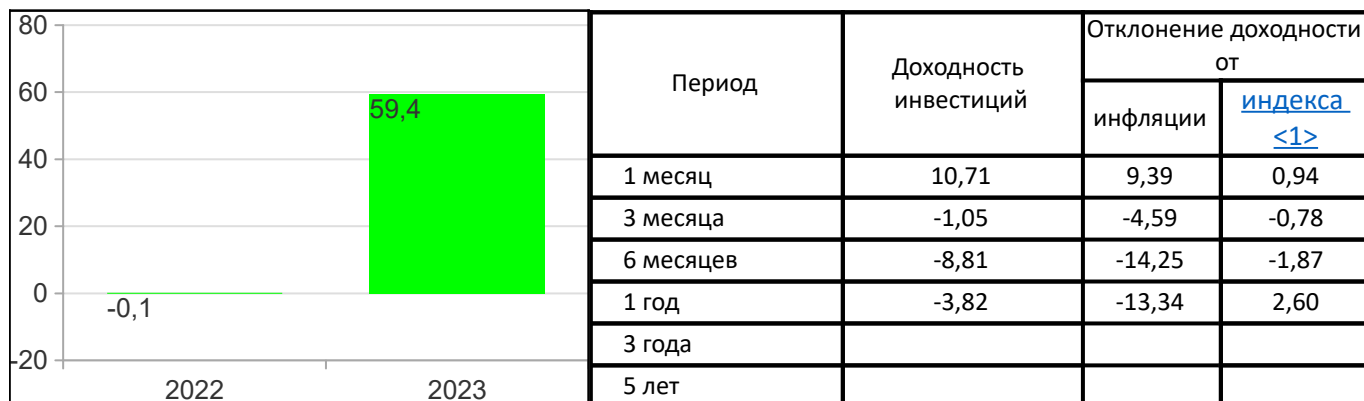 80
60
40
20
0
-20
-0,1
59,4
2022
2023
Период
Доходность
инвестиций
Отклонение доходности
от
инфляции
индекса
<1>
1 месяц 10,71 9,39 0,94
3 месяца -1,05 -4,59 -0,78
6 месяцев -8,81 -14,25 -1,87
1 год -3,82 -13,34 2,60
3 года
5 лет